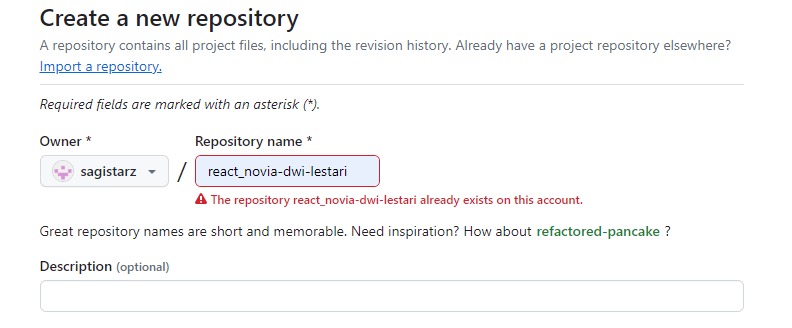 Create a new repository
A repository contains all project files, including the revision history. Already have a project repository elsewhere?
Import a repository.
Required fields are marked with an asterisk (*).
Owner * Repository name *
sagistarz / react_novia-dwi-lestari
The repository react_novia-dwi-lestari already exists on this account.
Great repository names are short and memorable. Need inspiration? How about refactored-pancake ?
Description (optional)